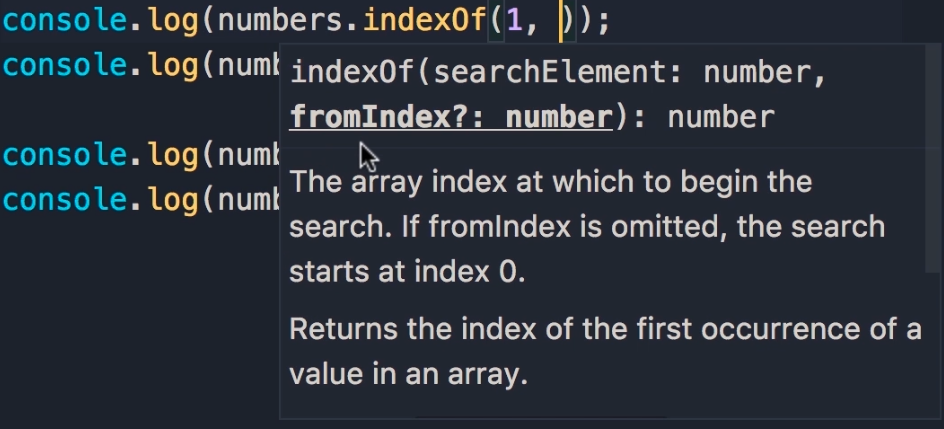 console.log(numbers.indexOf(1, ));
console.log(numb
indexOf(searchElement: number,
fromIndex?: number): number
console.log(numb
console.log(numb
The array index at which to begin the
search. If fromIndex is omitted, the search
starts at index 0.
Returns the index of the first occurrence of a
value in an array.